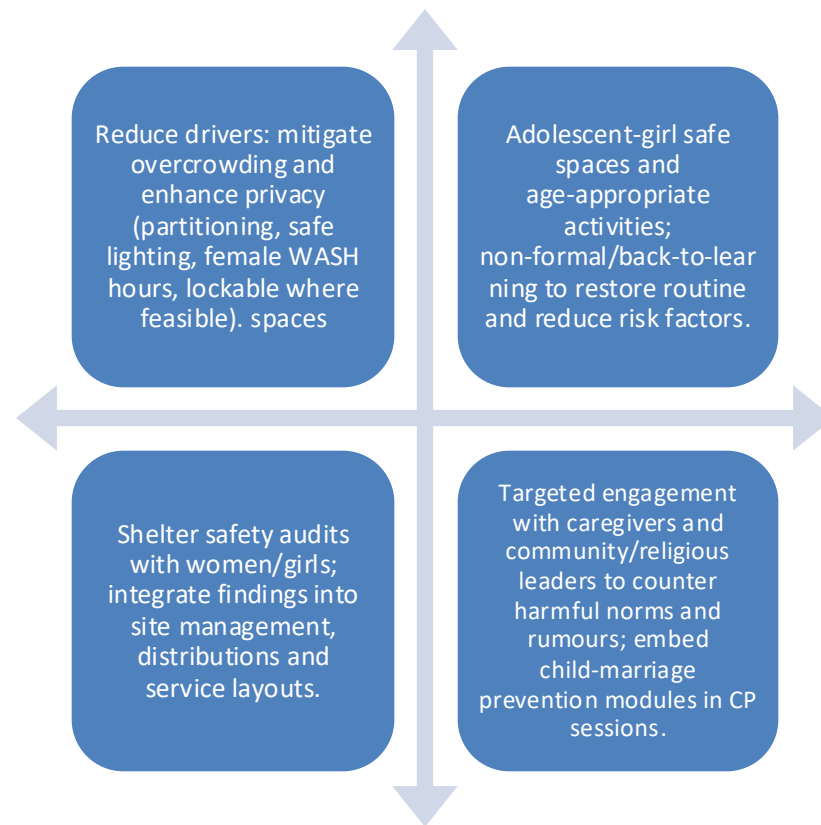 Reduce drivers: mitigate
overcrowding and
enhance privacy
(partitioning, safe
lighting, female WASH
hours, lockable where
feasible). spaces
Adolescent-girl safe
spaces and
age-appropriate
activities;
non-formal/back-to-lear
ning to restore routine
and reduce risk factors.
Shelter safety audits
with women/girls;
integrate findings into
site management,
distributions and
service layouts.
Targeted engagement
with caregivers and
community/religious
leaders to counter
harmful norms and
rumours; embed
child-marriage
prevention modules in CP
sessions.